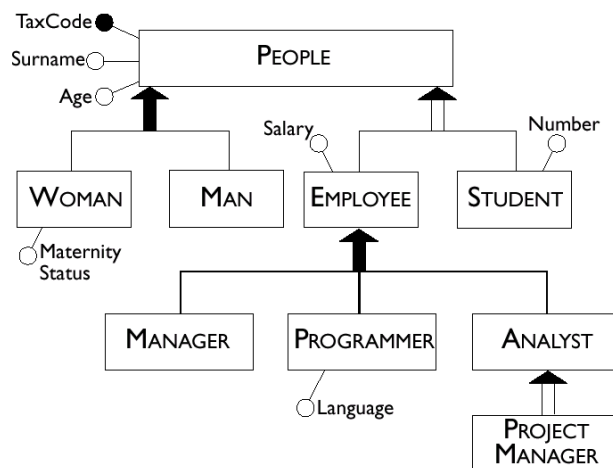 TaxCode
PEOPLE
Surname
Age
Salary
Number
WOMAN
MAN
EMPLOYEE
STUDENT
Maternity
Status
MANAGER
PROGRAMMER
ANALYST
Language
PROJECT
MANAGER